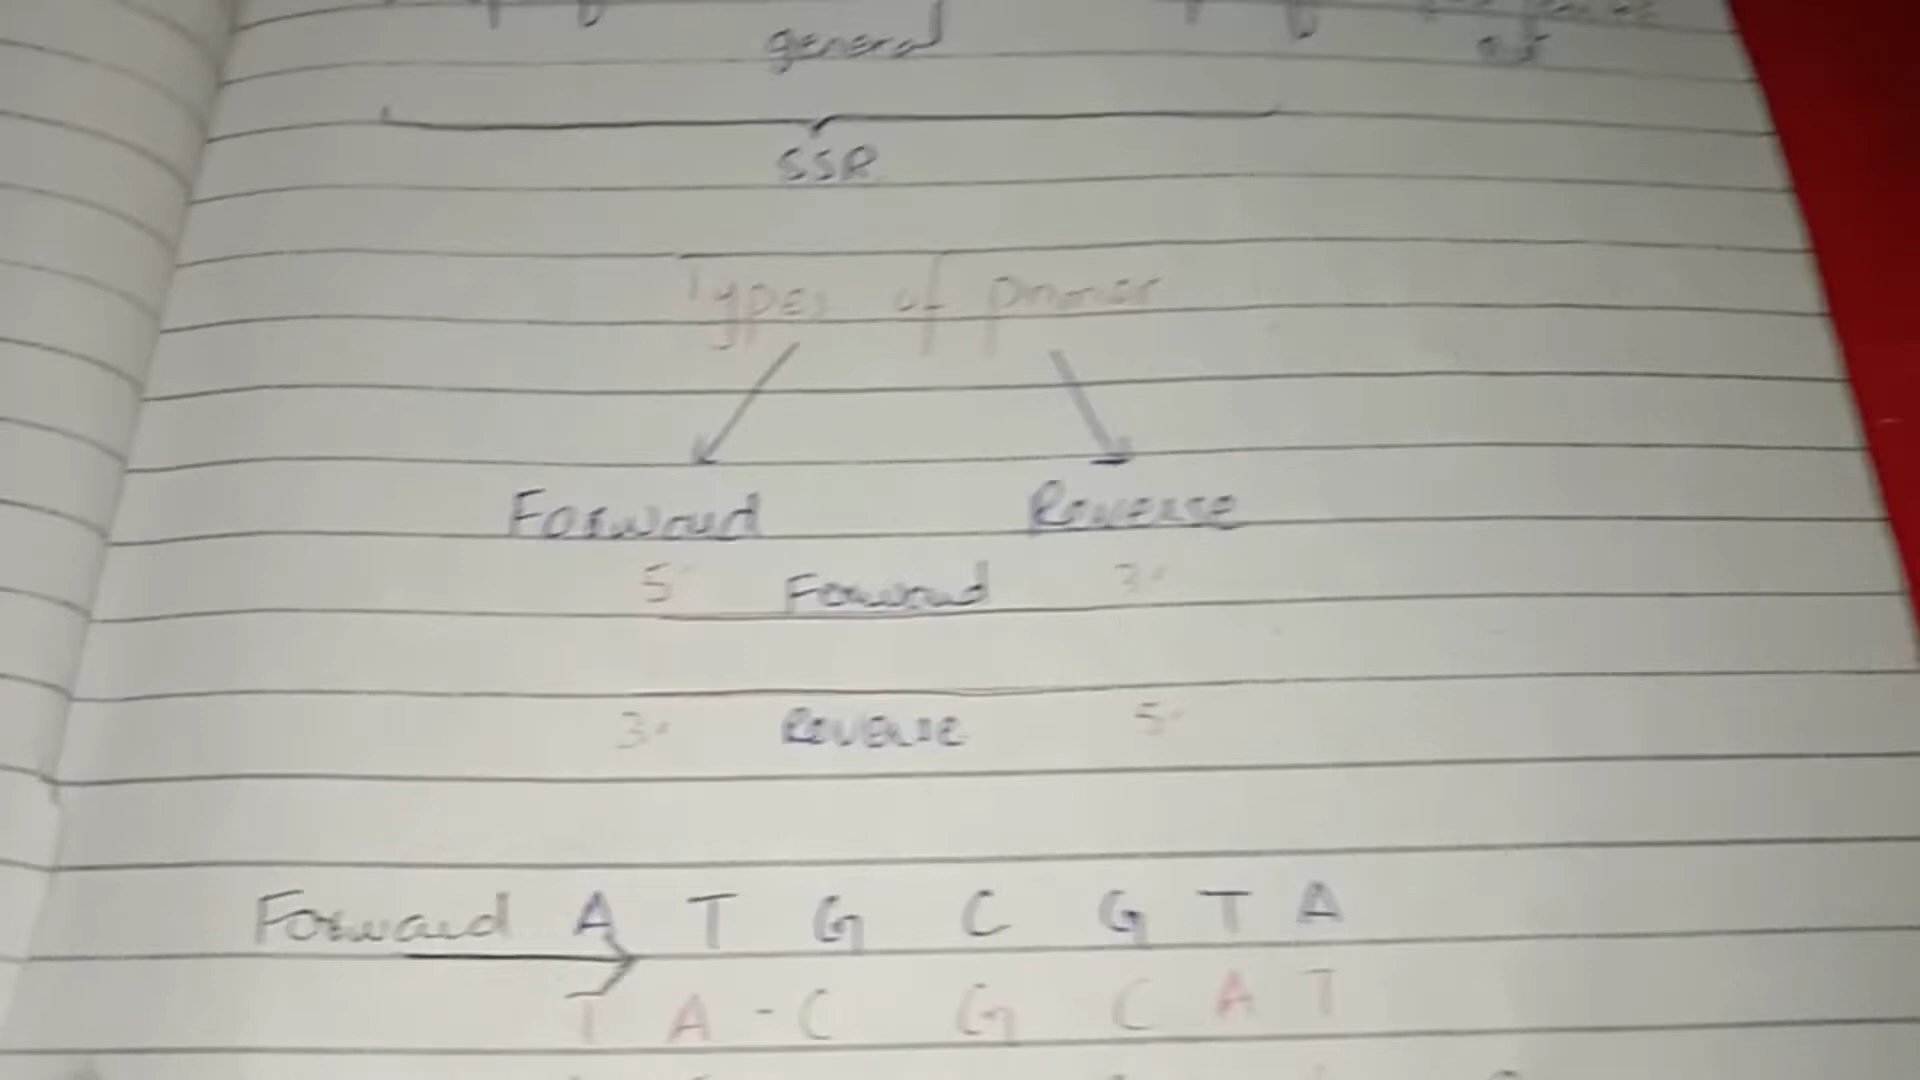 general
SSR
Types of primer
Forward Reverse
5' Forward 3'
3' Reverse 5'
Forward A T G C G T A
T A - C G C A T